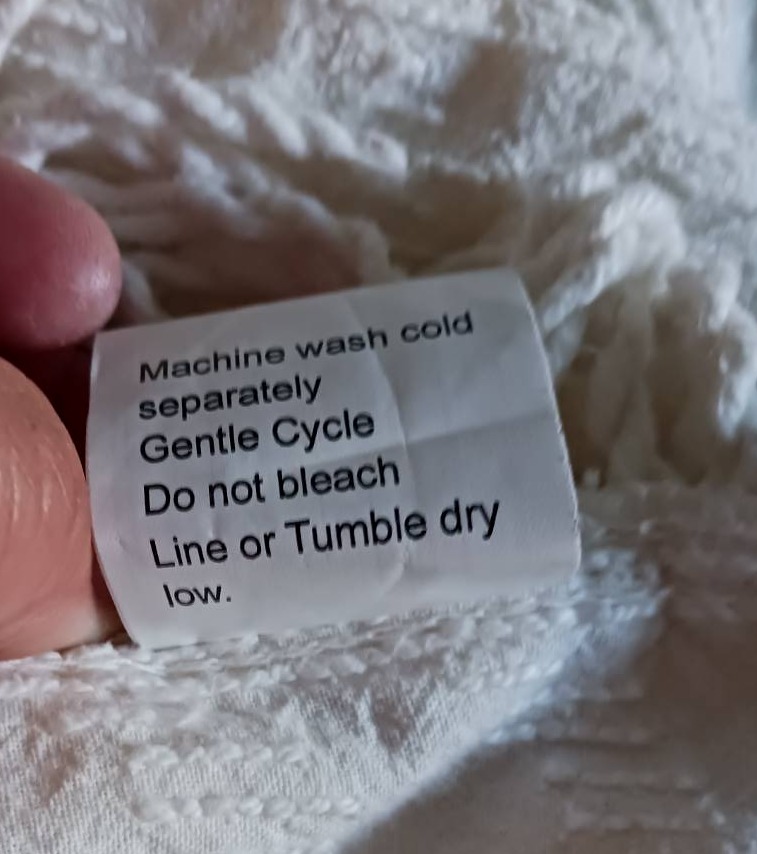 Machine wash cold
separately
Gentle Cycle
Do not bleach
Line or Tumble dry
low.